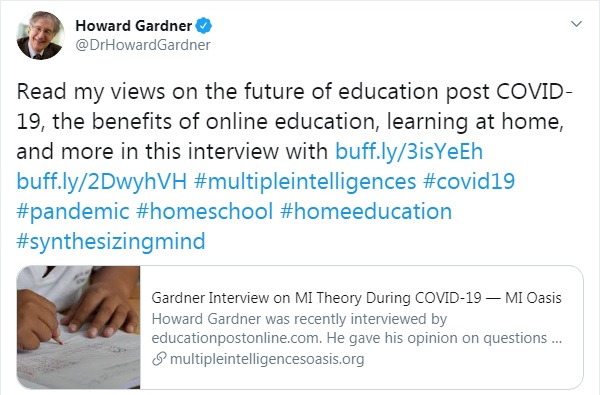 Howard Gardner
@DrHowardGardner
Read my views on the future of education post COVID-
19, the benefits of online education, learning at home,
and more in this interview with buff.ly/3isYeEh
buff.ly/2DwyhVH #multipleintelligences #covid19
#pandemic #homeschool #homeeducation
#synthesizingmind
Gardner Interview on MI Theory During COVID-19 — MI Oasis
Howard Gardner was recently interviewed by
educationpostonline.com. He gave his opinion on questions ...
multipleintelligencesoasis.org